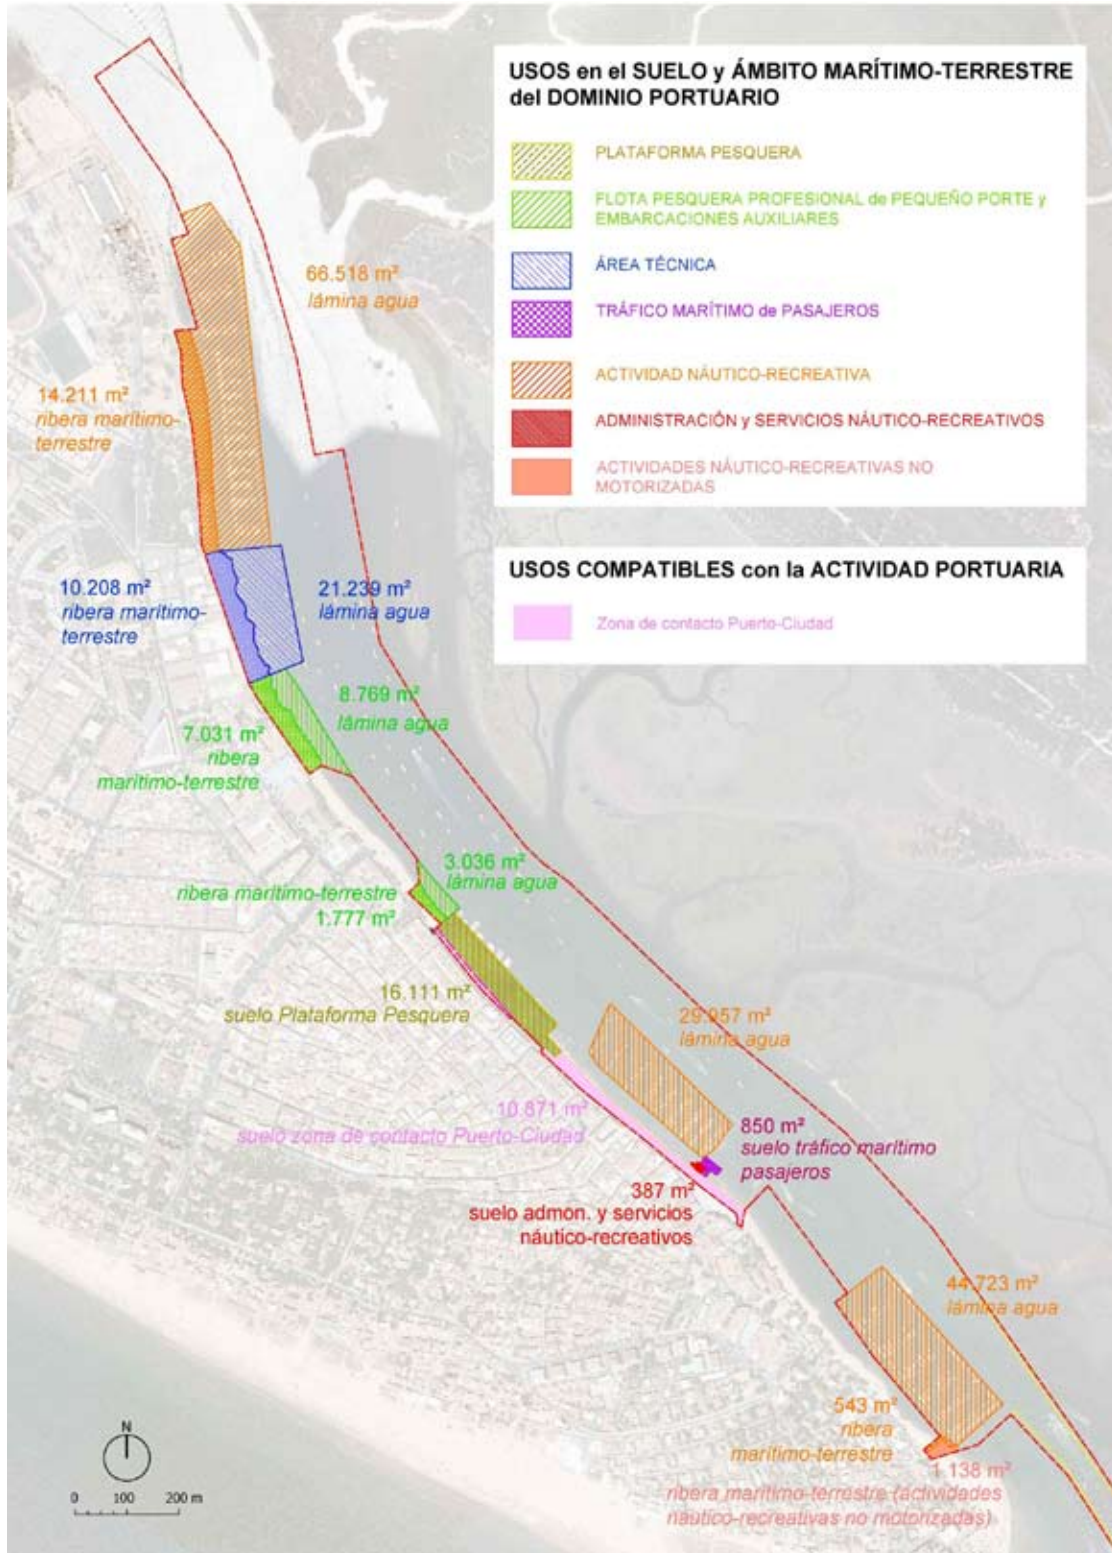 USOS en el SUELO y ÁMBITO MARÍTIMO-TERRESTRE
del DOMINIO PORTUARIO
PLATAFORMA PESQUERA
FLOTA PESQUERA PROFESIONAL de PEQUEÑO PORTE y
EMBARCACIONES AUXILIARES
ÁREA TÉCNICA
TRÁFICO MARÍTIMO de PASAJEROS
ACTIVIDAD NÁUTICO-RECREATIVA
ADMINISTRACIÓN y SERVICIOS NÁUTICO-RECREATIVOS
ACTIVIDADES NÁUTICO-RECREATIVAS NO
MOTORIZADAS
USOS COMPATIBLES con la ACTIVIDAD PORTUARIA
Zona de contacto Puerto-Ciudad
66.518 m²
lámina agua
14.211 m²
ribera marítimo-
terrestre
10.208 m²
ribera marítimo-
terrestre
21.239 m²
lámina agua
8.769 m²
lámina agua
7.031 m²
ribera
marítimo-terrestre
3.036 m²
lámina agua
ribera marítimo-terrestre
1.777 m²
16.111 m²
suelo Plataforma Pesquera
29.957 m²
lámina agua
10.871 m²
suelo zona de contacto Puerto-Ciudad
850 m²
suelo tráfico marítimo
pasajeros
387 m²
suelo admon. y servicios
náutico-recreativos
44.723 m²
lámina agua
543 m²
ribera
marítimo-terrestre
1.138 m²
ribera marítimo-terrestre (actividades
náutico-recreativas no motorizadas)
N
0 100 200 m